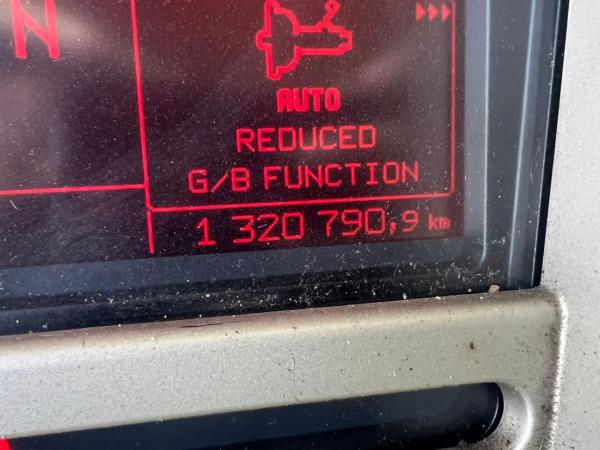 N
AUTO
REDUCED
G/B FUNCTION
1 320 790,9 km